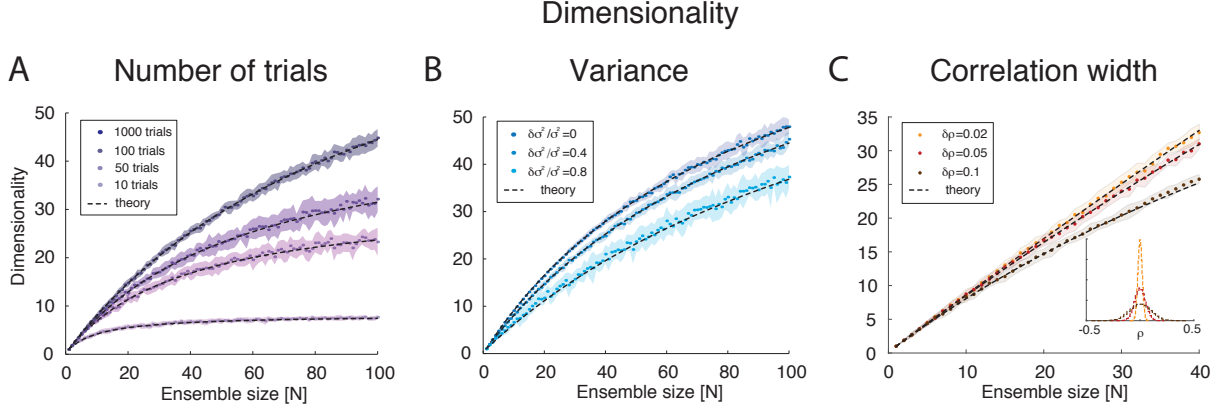 Dimensionality
A
Number of trials
Dimensionality
50
40
30
20
10
0
1000 trials
100 trials
50 trials
10 trials
theory
0
20
40
60
80
100
Ensemble size [N]
B
Variance
50
40
30
20
10
0
δσ²/σ²=0
δσ²/σ²=0.4
δσ²/σ²=0.8
theory
0
20
40
60
80
100
Ensemble size [N]
C
Correlation width
35
30
25
20
15
10
5
0
δρ=0.02
δρ=0.05
δρ=0.1
theory
-0.5
ρ
0.5
0
10
20
30
40
Ensemble size [N]